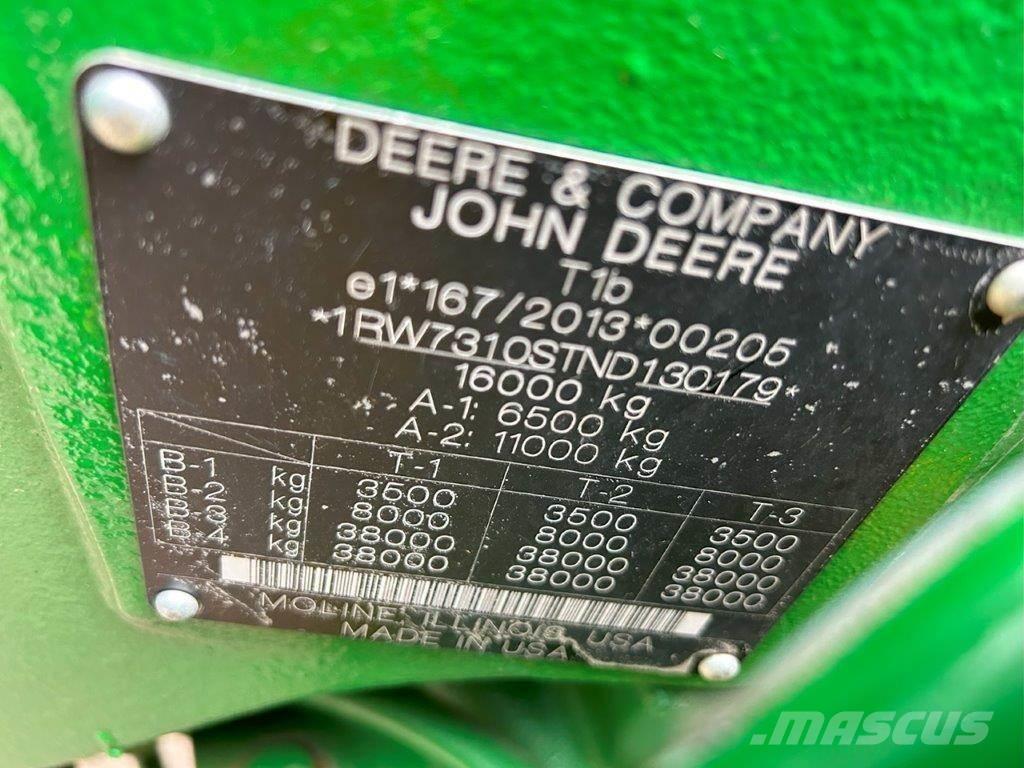 DEERE & COMPANY
JOHN DEERE
T1b
e1*167/2013*00205
*1RW7310STND130179*
16000 kg
A-1: 6500 kg
A-2: 11000 kg
T-1 T-2 T-3
B-1 kg 3500 3500 3500
B-2 kg 8000 8000 8000
B-3 kg 38000 38000 38000
B-4 kg 38000 38000 38000
MOLINE, ILLINOIS, USA
MADE IN USA
MASCUS